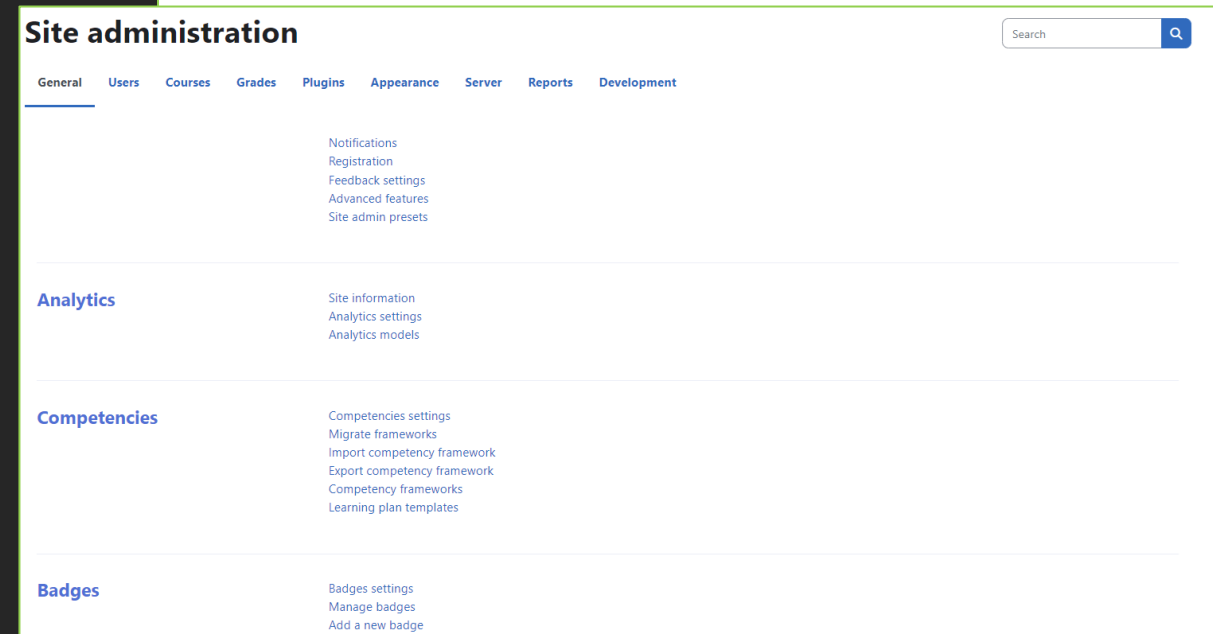 Site administration
Search
General Users Courses Grades Plugins Appearance Server Reports Development
Notifications
Registration
Feedback settings
Advanced features
Site admin presets
Analytics
Site information
Analytics settings
Analytics models
Competencies
Competencies settings
Migrate frameworks
Import competency framework
Export competency framework
Competency frameworks
Learning plan templates
Badges
Badges settings
Manage badges
Add a new badge